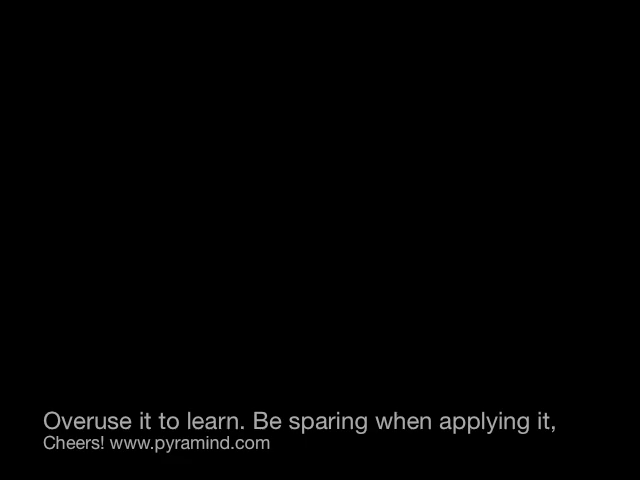 Overuse it to learn. Be sparing when applying it,
Cheers! www.pyramind.com